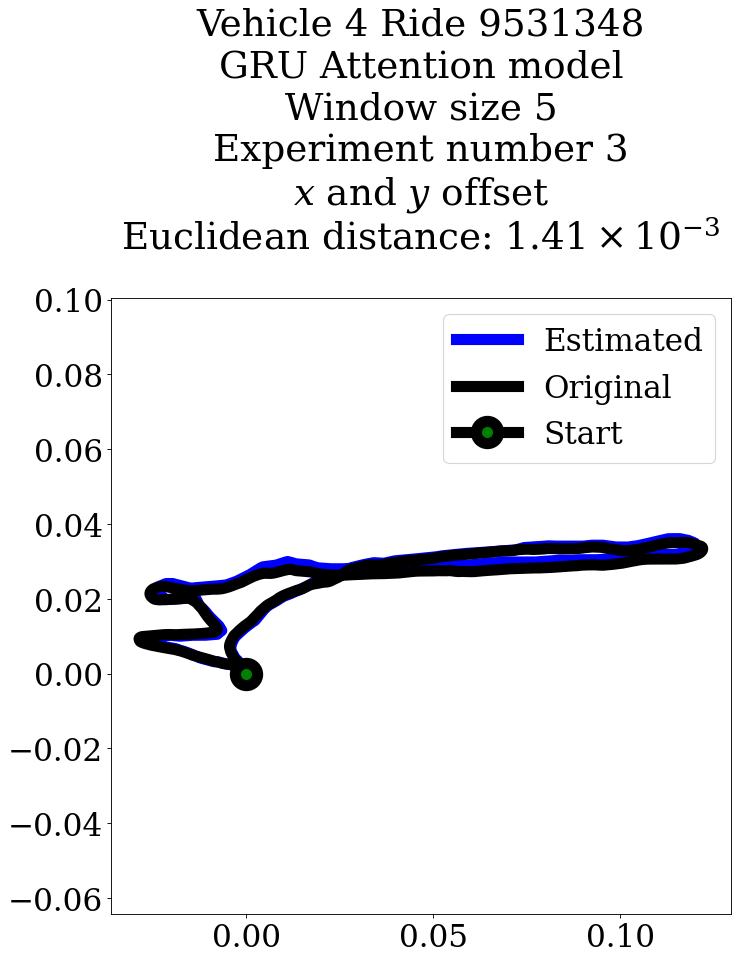 Vehicle 4 Ride 9531348
GRU Attention model
Window size 5
Experiment number 3
x and y offset
Euclidean distance: 1.41 × 10⁻³
Estimated
Original
Start
0.10
0.08
0.06
0.04
0.02
0.00
−0.02
−0.04
−0.06
0.00 0.05 0.10